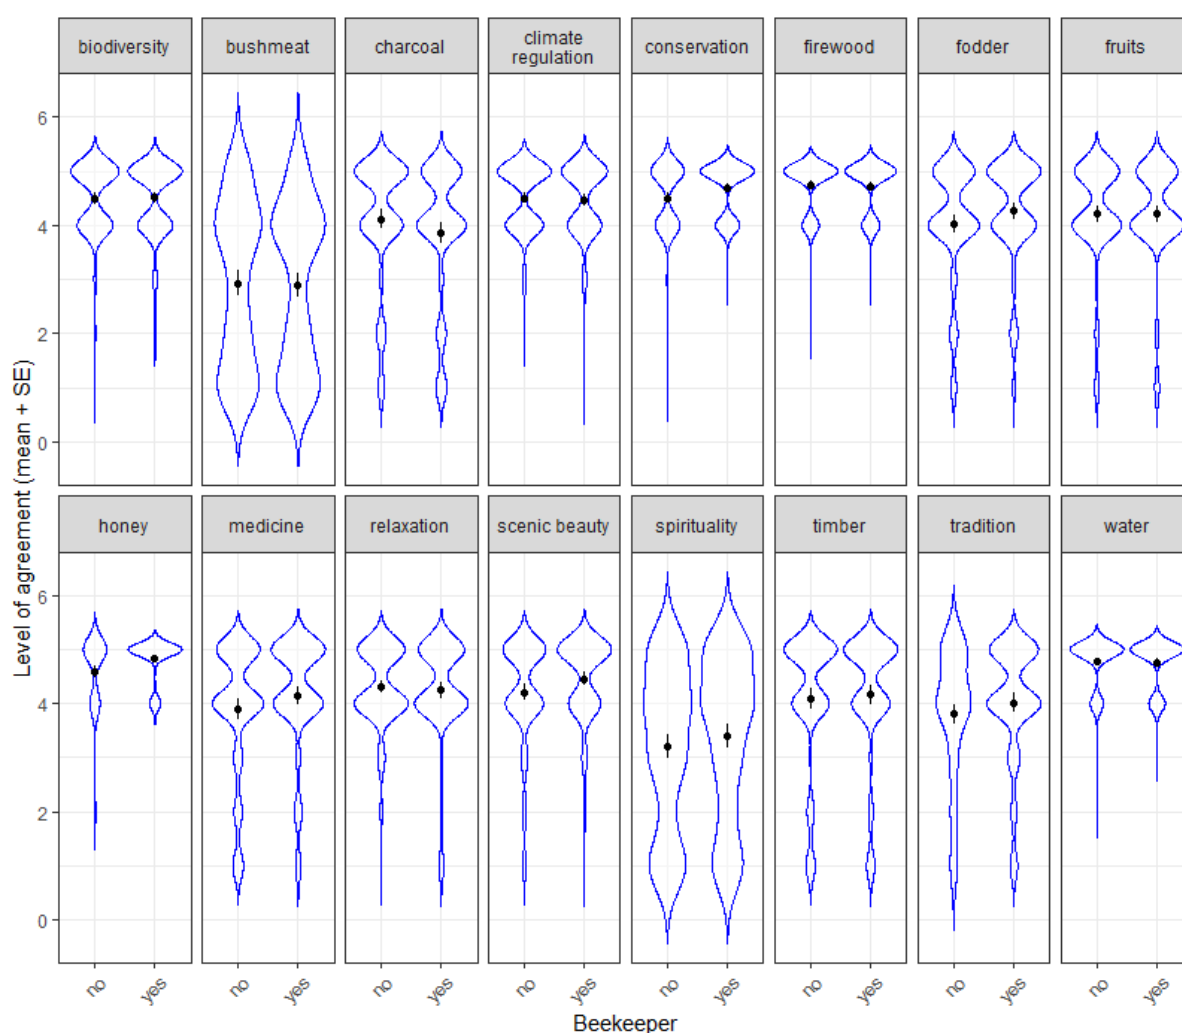 biodiversity bushmeat charcoal climate regulation conservation firewood fodder fruits
6
4
2
0
honey medicine relaxation scenic beauty spirituality timber tradition water
6
4
2
0
Level of agreement (mean + SE)
no yes no yes no yes no yes no yes no yes no yes no yes
Beekeeper